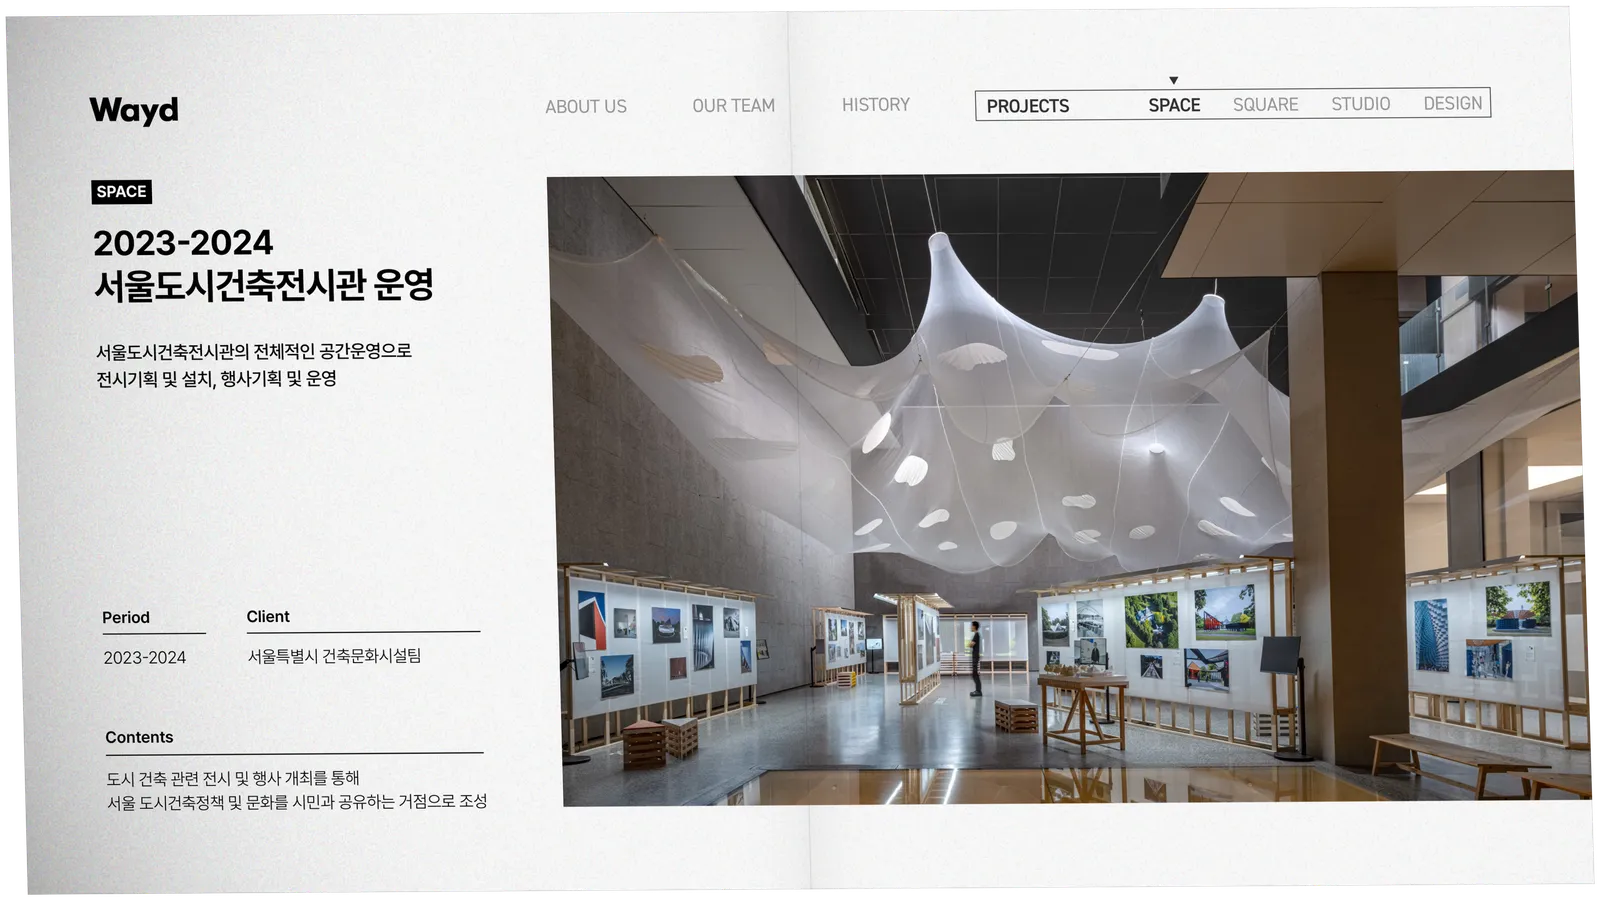 Wayd
ABOUT US
OUR TEAM
HISTORY
PROJECTS
SPACE
SQUARE
STUDIO
DESIGN
SPACE
2023-2024
서울도시건축전시관 운영
서울도시건축전시관의 전체적인 공간운영으로
전시기획 및 설치, 행사기획 및 운영
Period
Client
2023-2024
서울특별시 건축문화시설팀
Contents
도시 건축 관련 전시 및 행사 개최를 통해
서울 도시건축정책 및 문화를 시민과 공유하는 거점으로 조성